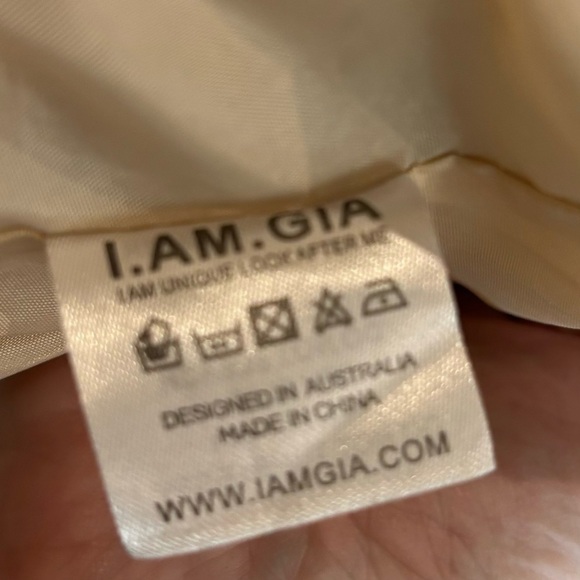 I.AM.GIA
I AM UNIQUE LOOK AFTER ME
DESIGNED IN AUSTRALIA
MADE IN CHINA
WWW.IAMGIA.COM